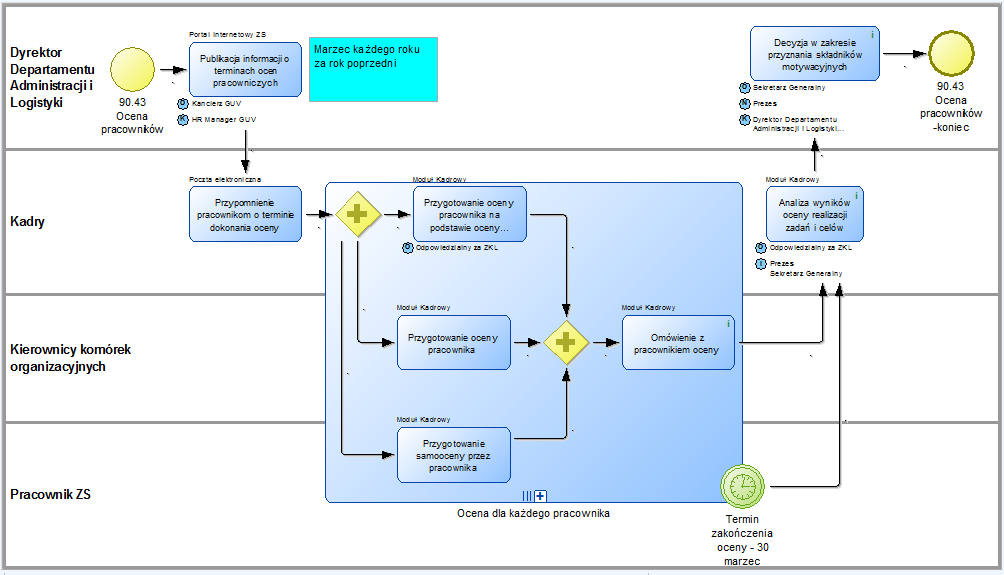 Dyrektor
Departamentu
Administracji i
Logistyki
90.43
Ocena
pracowników
Portal Internetowy ZS
Publikacja informacji o
terminach ocen
pracowniczych
Kanclerz GUV
HR Manager GUV
Marzec każdego roku
za rok poprzedni
Decyzja w zakresie
przyznania składników
motywacyjnych
Sekretarz Generalny
Prezes
Dyrektor Departamentu
Administracji i Logistyki...
90.43
Ocena
pracowników
-koniec
Kadry
Poczta elektroniczna
Przypomnienie
pracownikom o terminie
dokonania oceny
Moduł Kadrowy
Przygotowanie oceny
pracownika na
podstawie oceny...
Odpowiedzialny za ZKL
Moduł Kadrowy
Analiza wyników
oceny realizacji
zadań i celów
Odpowiedzialny za ZKL
Prezes
Sekretarz Generalny
Kierownicy komórek
organizacyjnych
Moduł Kadrowy
Przygotowanie oceny
pracownika
Moduł Kadrowy
Omówienie z
pracownikiem oceny
Pracownik ZS
Moduł Kadrowy
Przygotowanie
samooceny przez
pracownika
Ocena dla każdego pracownika
Termin
zakończenia
oceny - 30
marzec